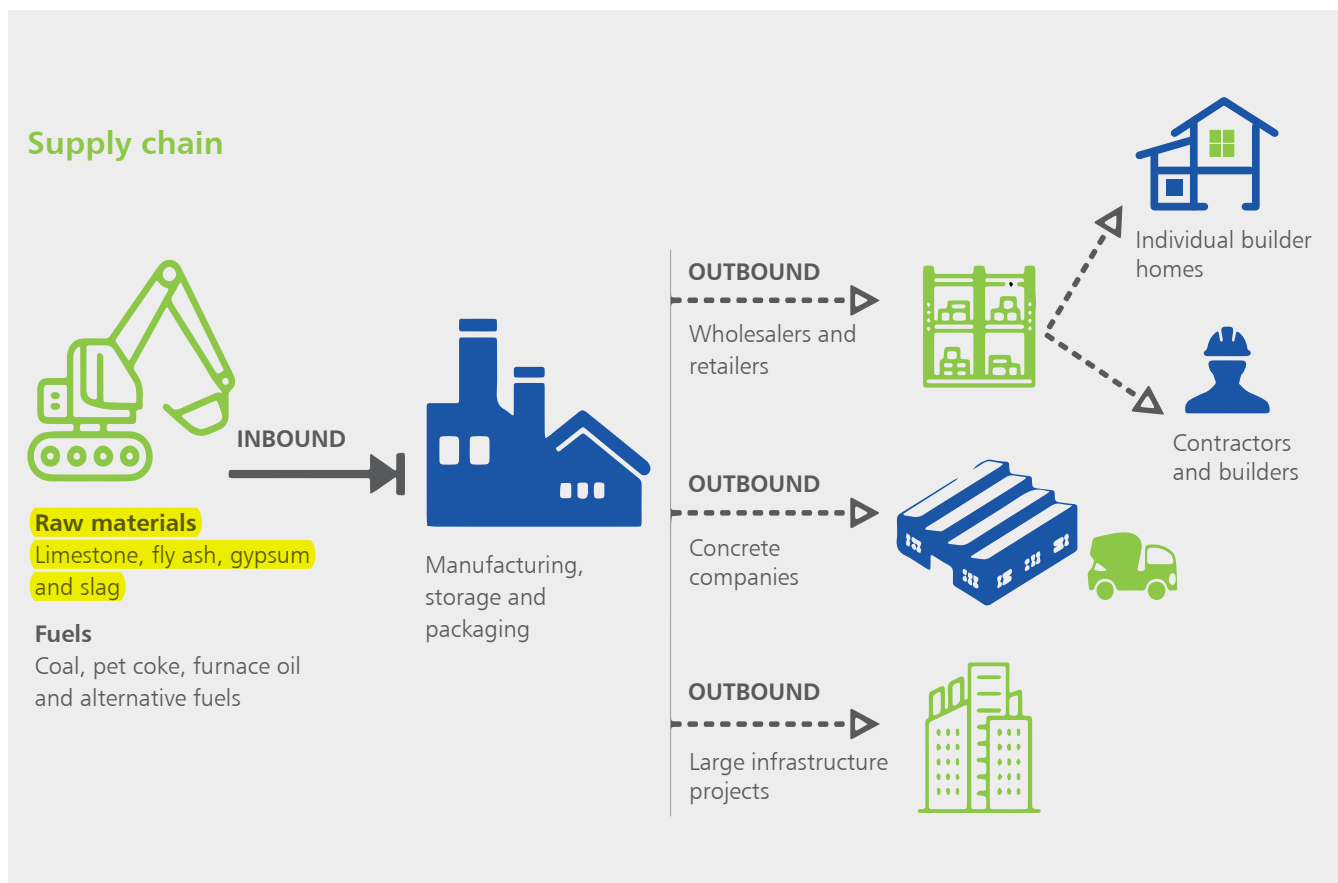 Supply chain
INBOUND
Raw materials
Limestone, fly ash, gypsum
and slag
Fuels
Coal, pet coke, furnace oil
and alternative fuels
Manufacturing,
storage and
packaging
OUTBOUND
Wholesalers and
retailers
Individual builder
homes
Contractors
and builders
OUTBOUND
Concrete
companies
OUTBOUND
Large infrastructure
projects